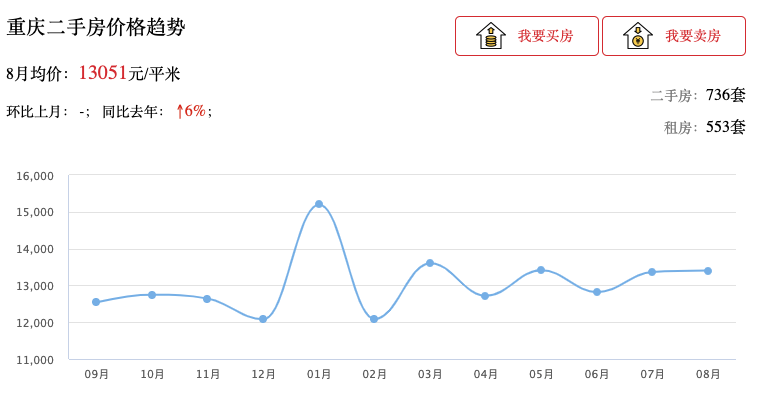 重庆二手房价格趋势
我要买房
我要卖房
8月均价：13051元/平米
二手房：736套
环比上月： -； 同比去年： ↑6%；
租房：553套
16,000
15,000
14,000
13,000
12,000
11,000
09月 10月 11月 12月 01月 02月 03月 04月 05月 06月 07月 08月